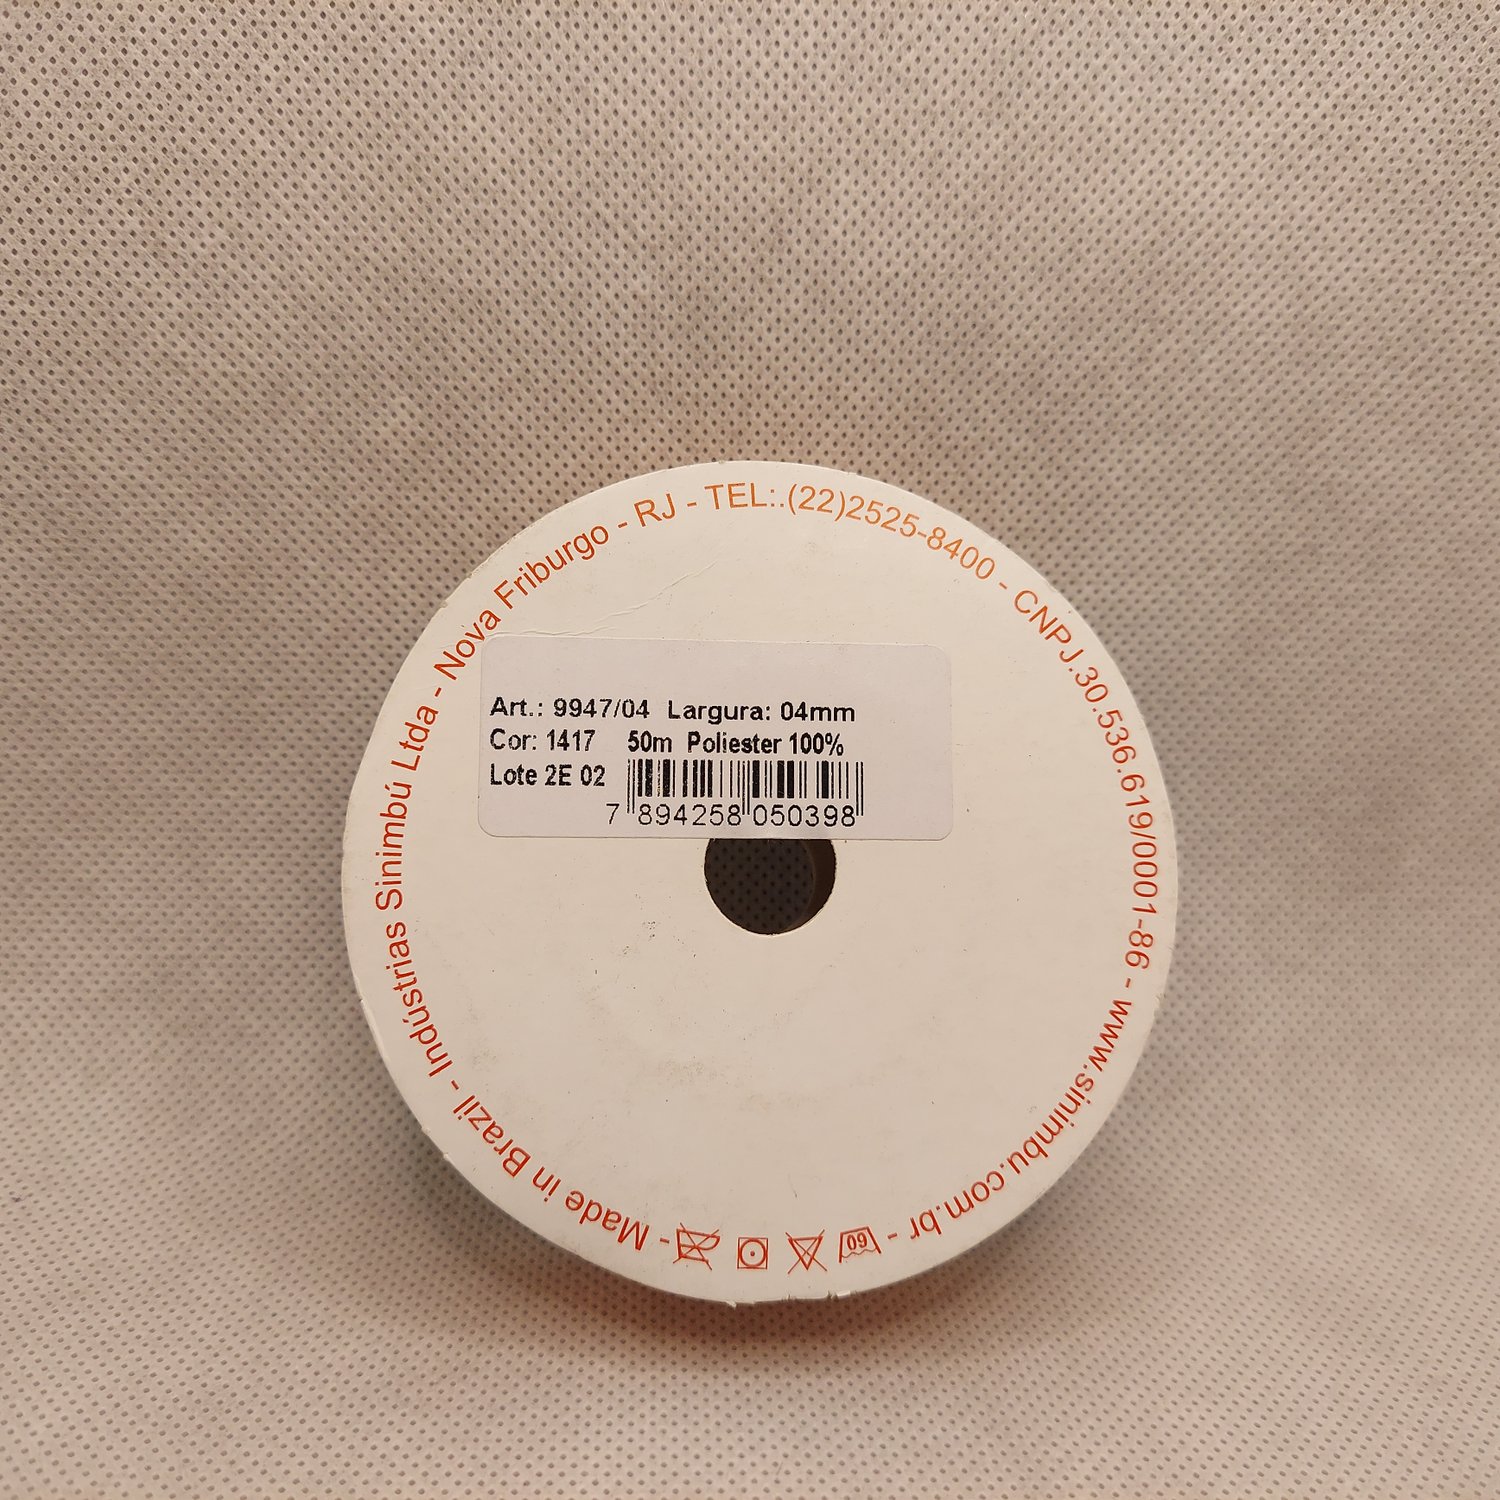 Indústrias Sinimbú Ltda - Nova Friburgo - RJ - TEL:.(22)2525-8400 - CNPJ.30.536.619/0001-86 - www.sinimbu.com.br - 60 - Made in Brazil -
Art.: 9947/04 Largura: 04mm
Cor: 1417 50m Poliester 100%
Lote 2E 02
7 894258 050398